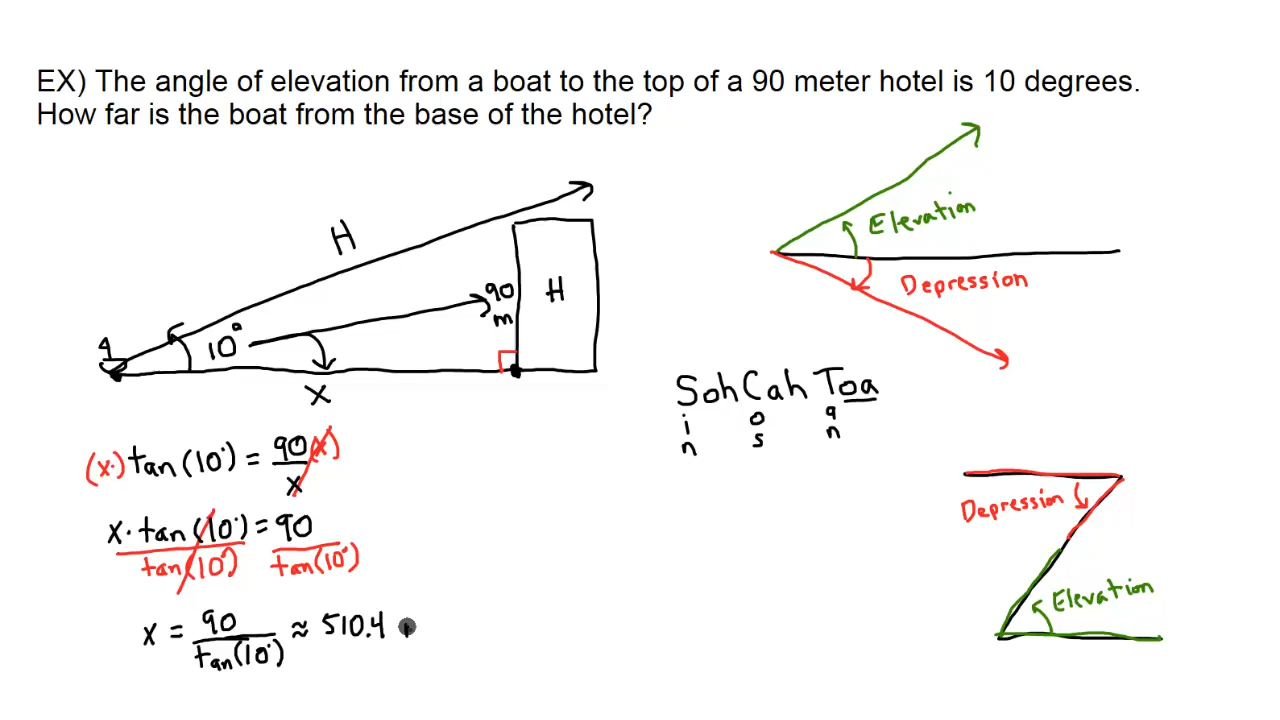 EX) The angle of elevation from a boat to the top of a 90 meter hotel is 10 degrees.
How far is the boat from the base of the hotel?
H
10°
90
m
H
x
Elevation
Depression
SohCahToa
i o a
n s n
(x·) tan(10°) = 90/x (x)
x · tan(10°) = 90
tan(10°) tan(10°)
x = 90/tan(10°) ≈ 510.4
Depression
Elevation